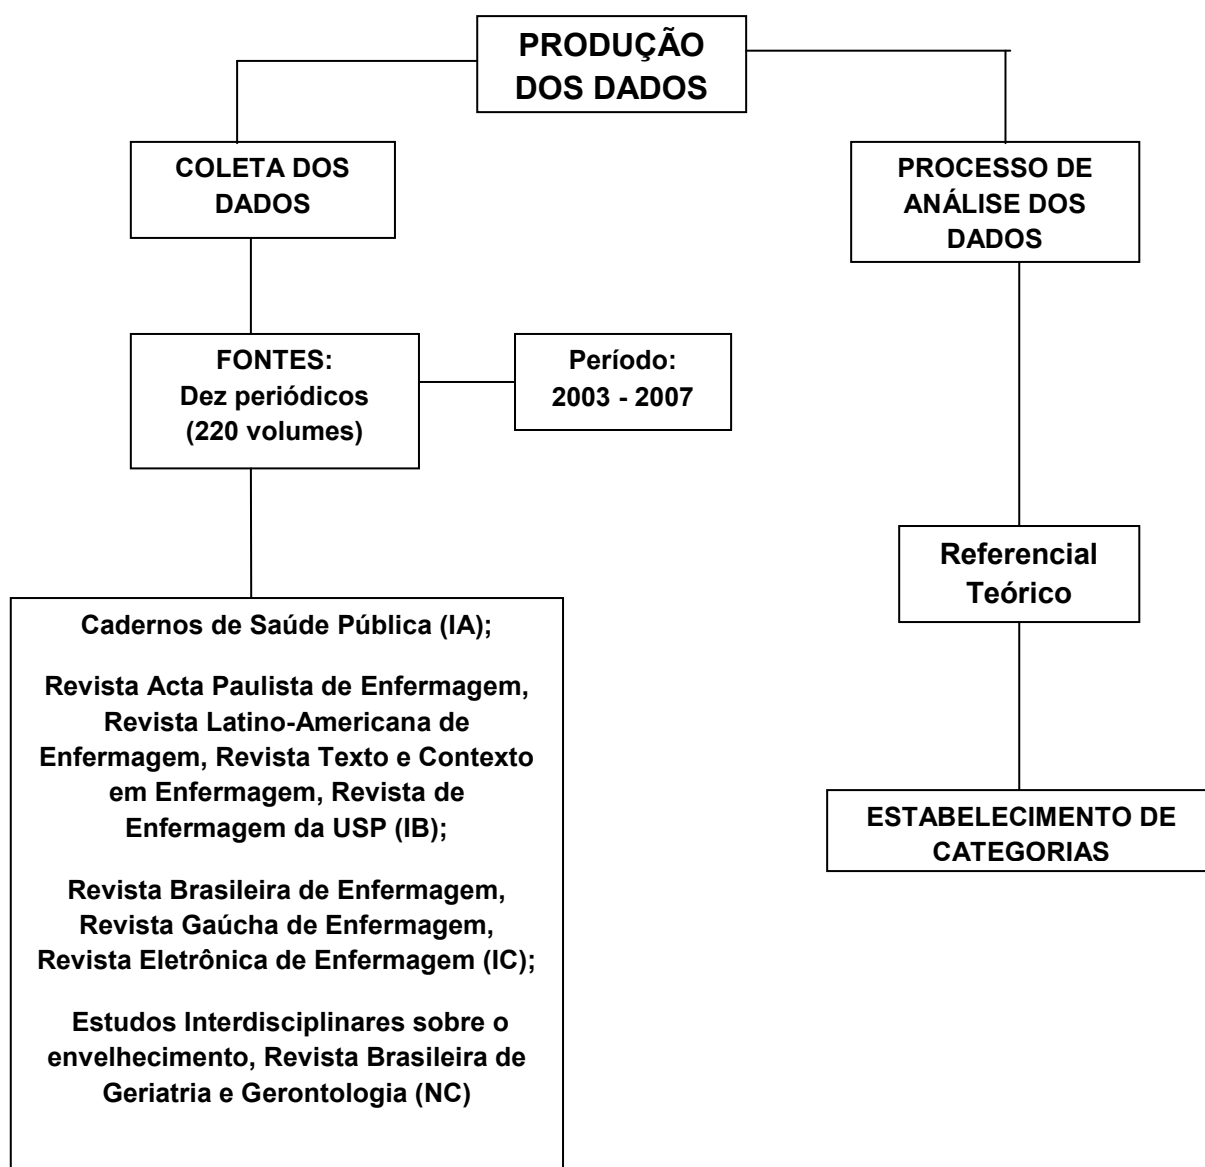 PRODUÇÃO
DOS DADOS
COLETA DOS
DADOS
PROCESSO DE
ANÁLISE DOS
DADOS
FONTES:
Dez periódicos
(220 volumes)
Período:
2003 - 2007
Referencial
Teórico
Cadernos de Saúde Pública (IA);
Revista Acta Paulista de Enfermagem,
Revista Latino-Americana de
Enfermagem, Revista Texto e Contexto
em Enfermagem, Revista de
Enfermagem da USP (IB);
Revista Brasileira de Enfermagem,
Revista Gaúcha de Enfermagem,
Revista Eletrônica de Enfermagem (IC);
Estudos Interdisciplinares sobre o
envelhecimento, Revista Brasileira de
Geriatria e Gerontologia (NC)
ESTABELECIMENTO DE
CATEGORIAS